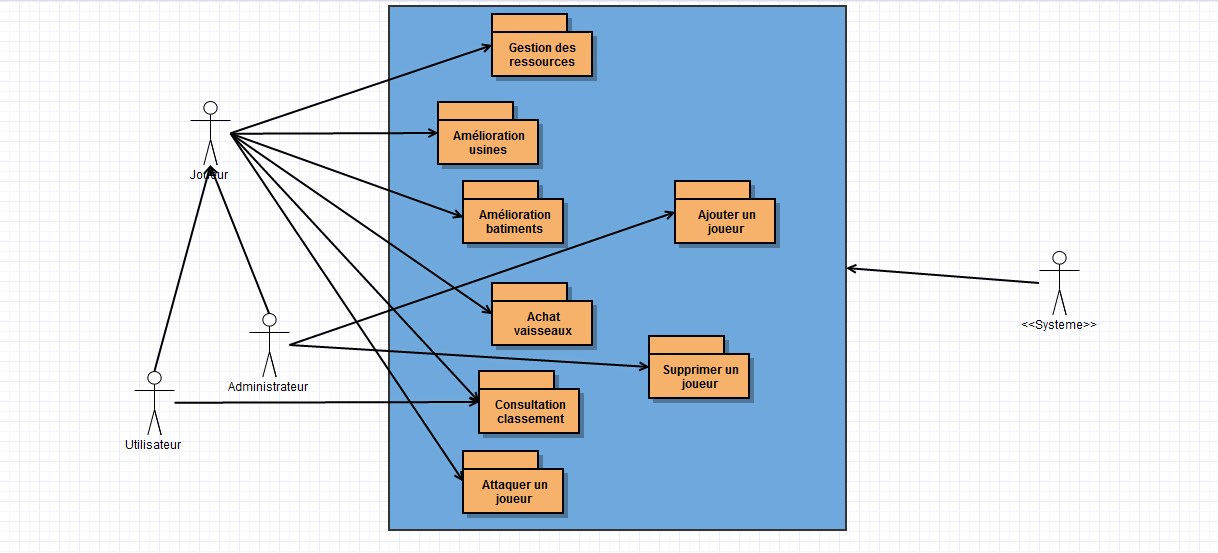 Gestion des
ressources
Amélioration
usines
Joueur
Amélioration
batiments
Ajouter un
joueur
Achat
vaisseaux
<<Systeme>>
Supprimer un
joueur
Administrateur
Consultation
classement
Utilisateur
Attaquer un
joueur